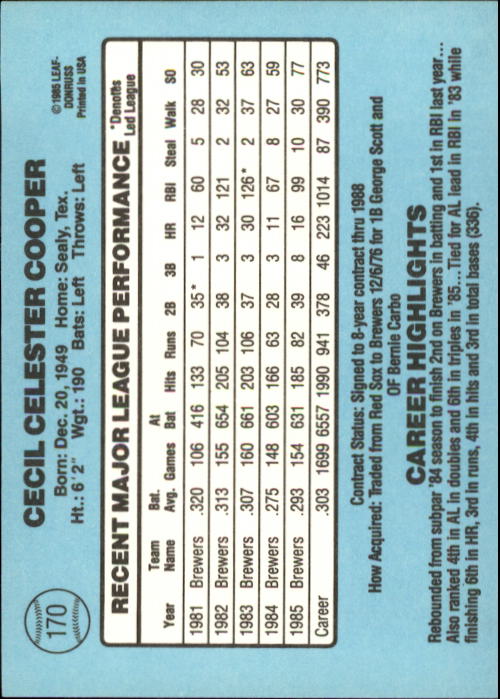 170
CECIL CELESTER COOPER
©1985 LEAF-
DONRUSS
Printed in USA
Born: Dec. 20, 1949 Home: Sealy, Tex.
Ht.: 6'2" Wgt.: 190 Bats: Left Throws: Left
RECENT MAJOR LEAGUE PERFORMANCE *Denotes
Led League
Year Team Name Bat. Avg. Games At Bat Hits Runs 2B 3B HR RBI Steal Walk SO
1981 Brewers .320 106 416 133 70 35* 1 12 60 5 28 30
1982 Brewers .313 155 654 205 104 38 3 32 121 2 32 53
1983 Brewers .307 160 661 203 106 37 3 30 126* 2 37 63
1984 Brewers .275 148 603 166 63 28 3 11 67 8 27 59
1985 Brewers .293 154 631 185 82 39 8 16 99 10 30 77
Career .303 1699 6557 1990 941 378 46 223 1014 87 390 773
Contract Status: Signed to 8-year contract thru 1988
How Acquired: Traded from Red Sox to Brewers 12/6/76 for 1B George Scott and
OF Bernie Carbo
CAREER HIGHLIGHTS
Rebounded from subpar '84 season to finish 2nd on Brewers in batting and 1st in RBI last year...
Also ranked 4th in AL in doubles and 6th in triples in '85... Tied for AL lead in RBI in '83 while
finishing 6th in HR, 3rd in runs, 4th in hits and 3rd in total bases (336).